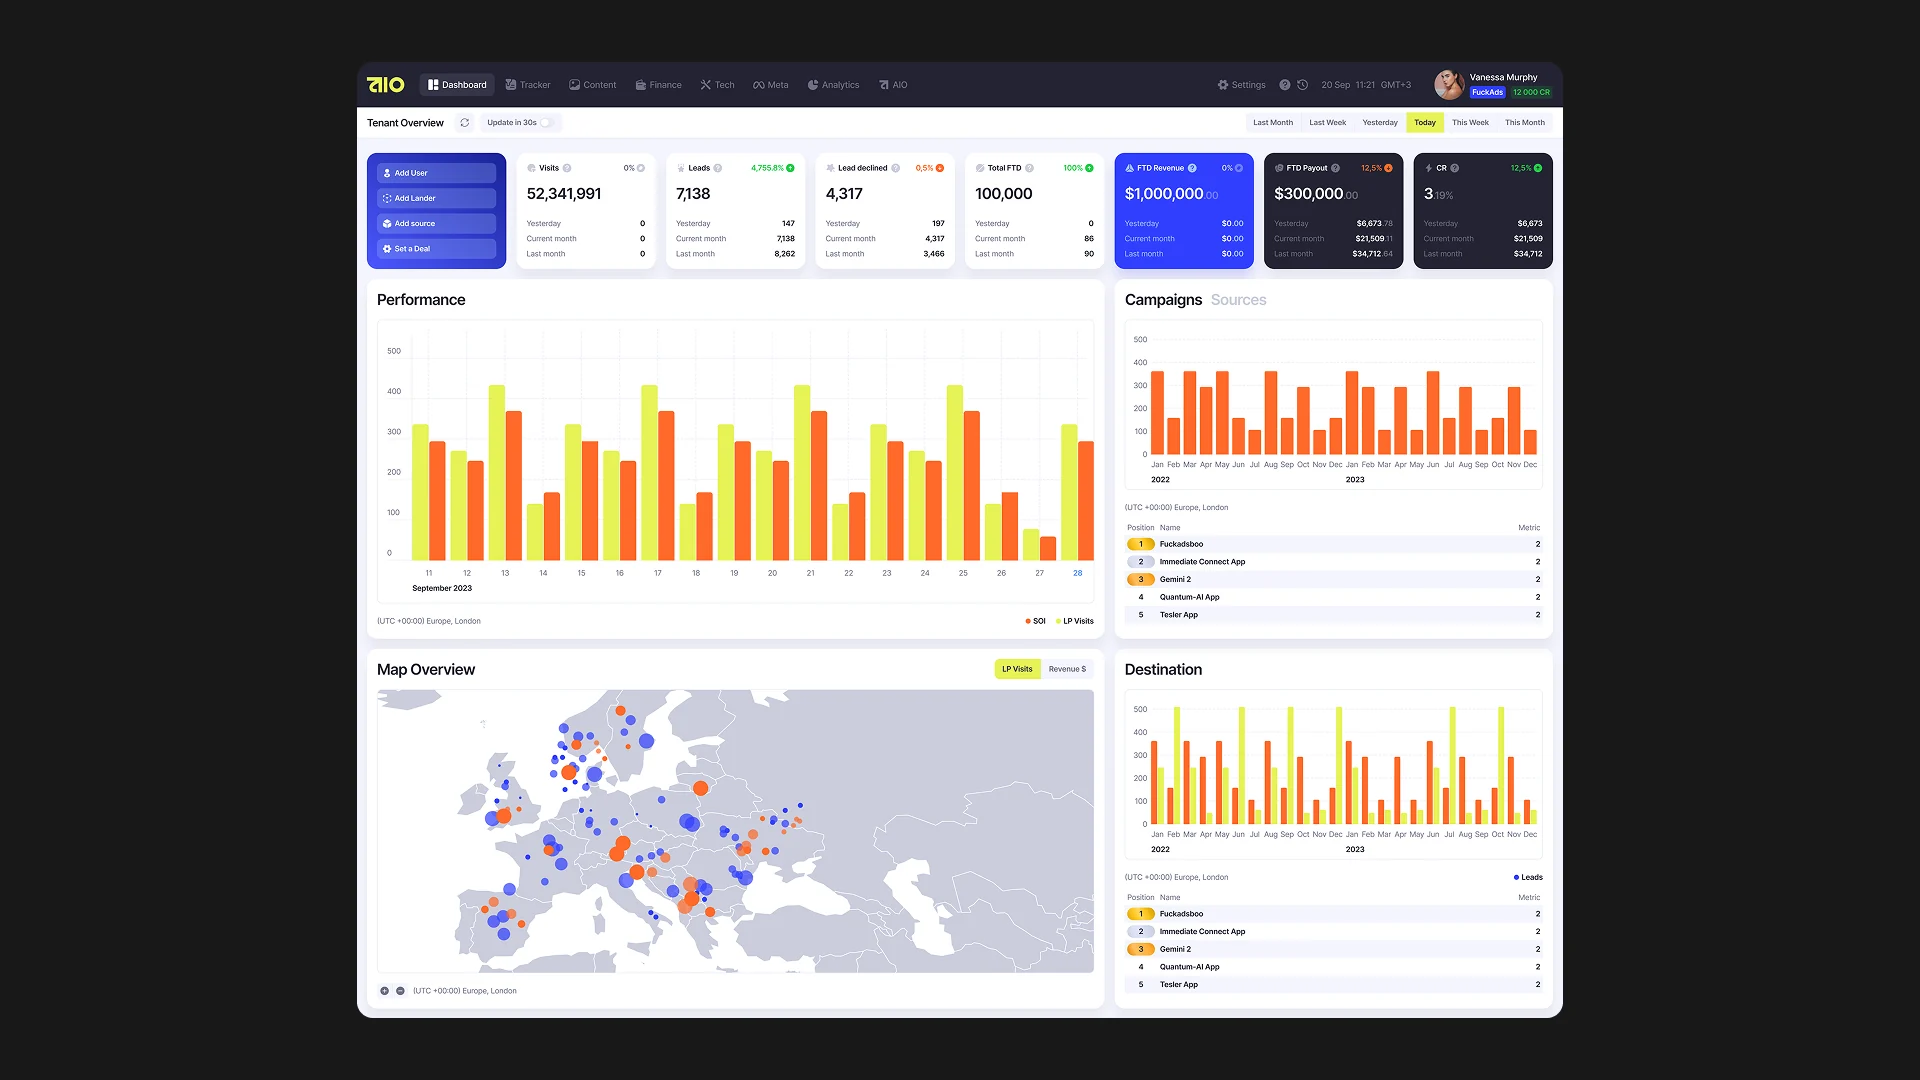 AIO
Dashboard Tracker Content Finance Tech Meta Analytics AIO
Settings 20 Sep 11:21 GMT+3
Vanessa Murphy
FuckAds 12 000 CR
Tenant Overview Update in 30s
Last Month Last Week Yesterday Today This Week This Month
Add User
Add Lander
Add source
Set a Deal
Visits 0%
52,341,991
Yesterday 0
Current month 0
Last month 0
Leads 4,755.8%
7,138
Yesterday 147
Current month 7,138
Last month 8,262
Lead declined 0,5%
4,317
Yesterday 197
Current month 4,317
Last month 3,466
Total FTD 100%
100,000
Yesterday 0
Current month 86
Last month 90
FTD Revenue 0%
$1,000,000.00
Yesterday $0.00
Current month $0.00
Last month $0.00
FTD Payout 12,5%
$300,000.00
Yesterday $6,673.78
Current month $21,509.11
Last month $34,712.64
CR 12,5%
3.19%
Yesterday $6,673
Current month $21,509
Last month $34,712
Performance
500
400
300
200
100
0
11 12 13 14 15 16 17 18 19 20 21 22 23 24 25 26 27 28
September 2023
(UTC +00:00) Europe, London
SOI LP Visits
Campaigns Sources
500
400
300
200
100
0
Jan Feb Mar Apr May Jun Jul Aug Sep Oct Nov Dec Jan Feb Mar Apr May Jun Jul Aug Sep Oct Nov Dec
2022 2023
(UTC +00:00) Europe, London
Position Name Metric
1 Fuckadsboo 2
2 Immediate Connect App 2
3 Gemini 2 2
4 Quantum-AI App 2
5 Tesler App 2
Map Overview
LP Visits Revenue $
(UTC +00:00) Europe, London
Destination
500
400
300
200
100
0
Jan Feb Mar Apr May Jun Jul Aug Sep Oct Nov Dec Jan Feb Mar Apr May Jun Jul Aug Sep Oct Nov Dec
2022 2023
(UTC +00:00) Europe, London
Leads
Position Name Metric
1 Fuckadsboo 2
2 Immediate Connect App 2
3 Gemini 2 2
4 Quantum-AI App 2
5 Tesler App 2